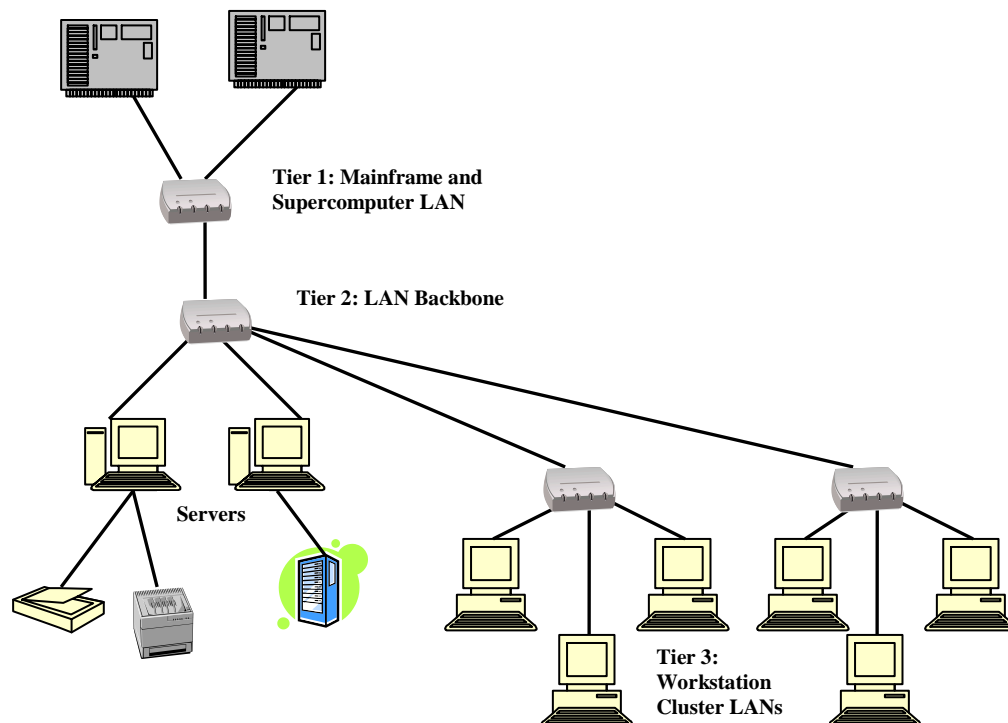 Tier 1: Mainframe and
Supercomputer LAN
Tier 2: LAN Backbone
Servers
Tier 3:
Workstation
Cluster LANs